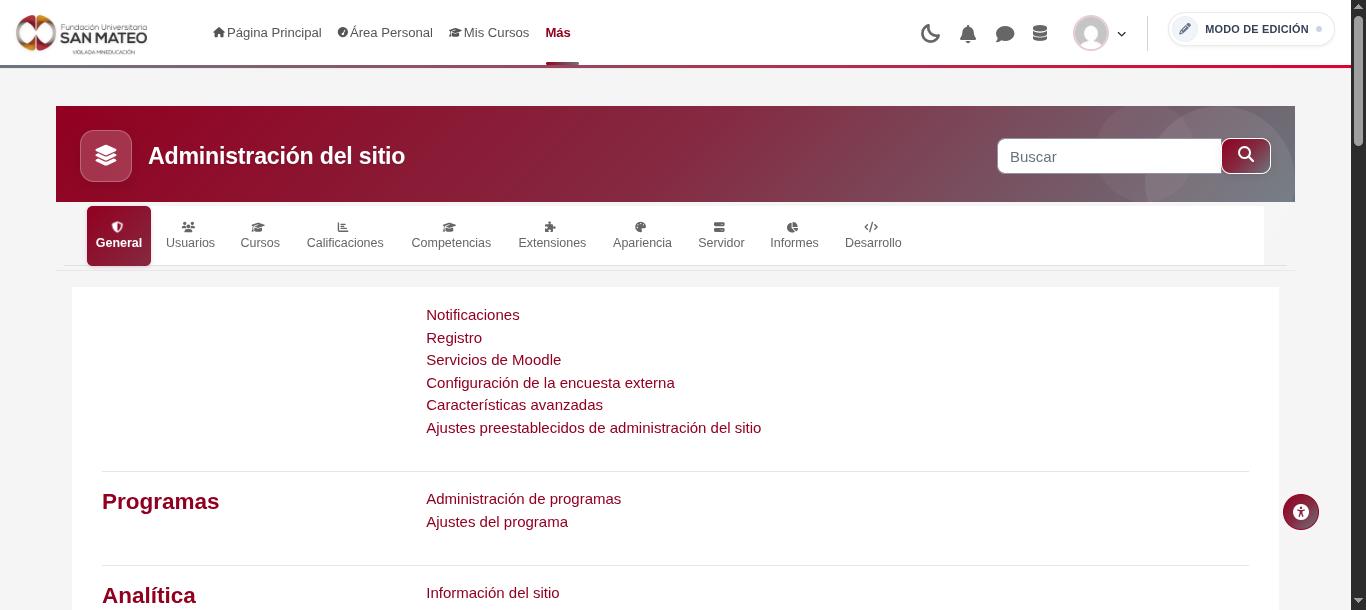 Fundación Universitaria
SAN MATEO
VIGILADA MINEDUCACIÓN
Página Principal
Área Personal
Mis Cursos
Más
MODO DE EDICIÓN
Administración del sitio
Buscar
General
Usuarios
Cursos
Calificaciones
Competencias
Extensiones
Apariencia
Servidor
Informes
Desarrollo
Notificaciones
Registro
Servicios de Moodle
Configuración de la encuesta externa
Características avanzadas
Ajustes preestablecidos de administración del sitio
Programas
Administración de programas
Ajustes del programa
Analítica
Información del sitio